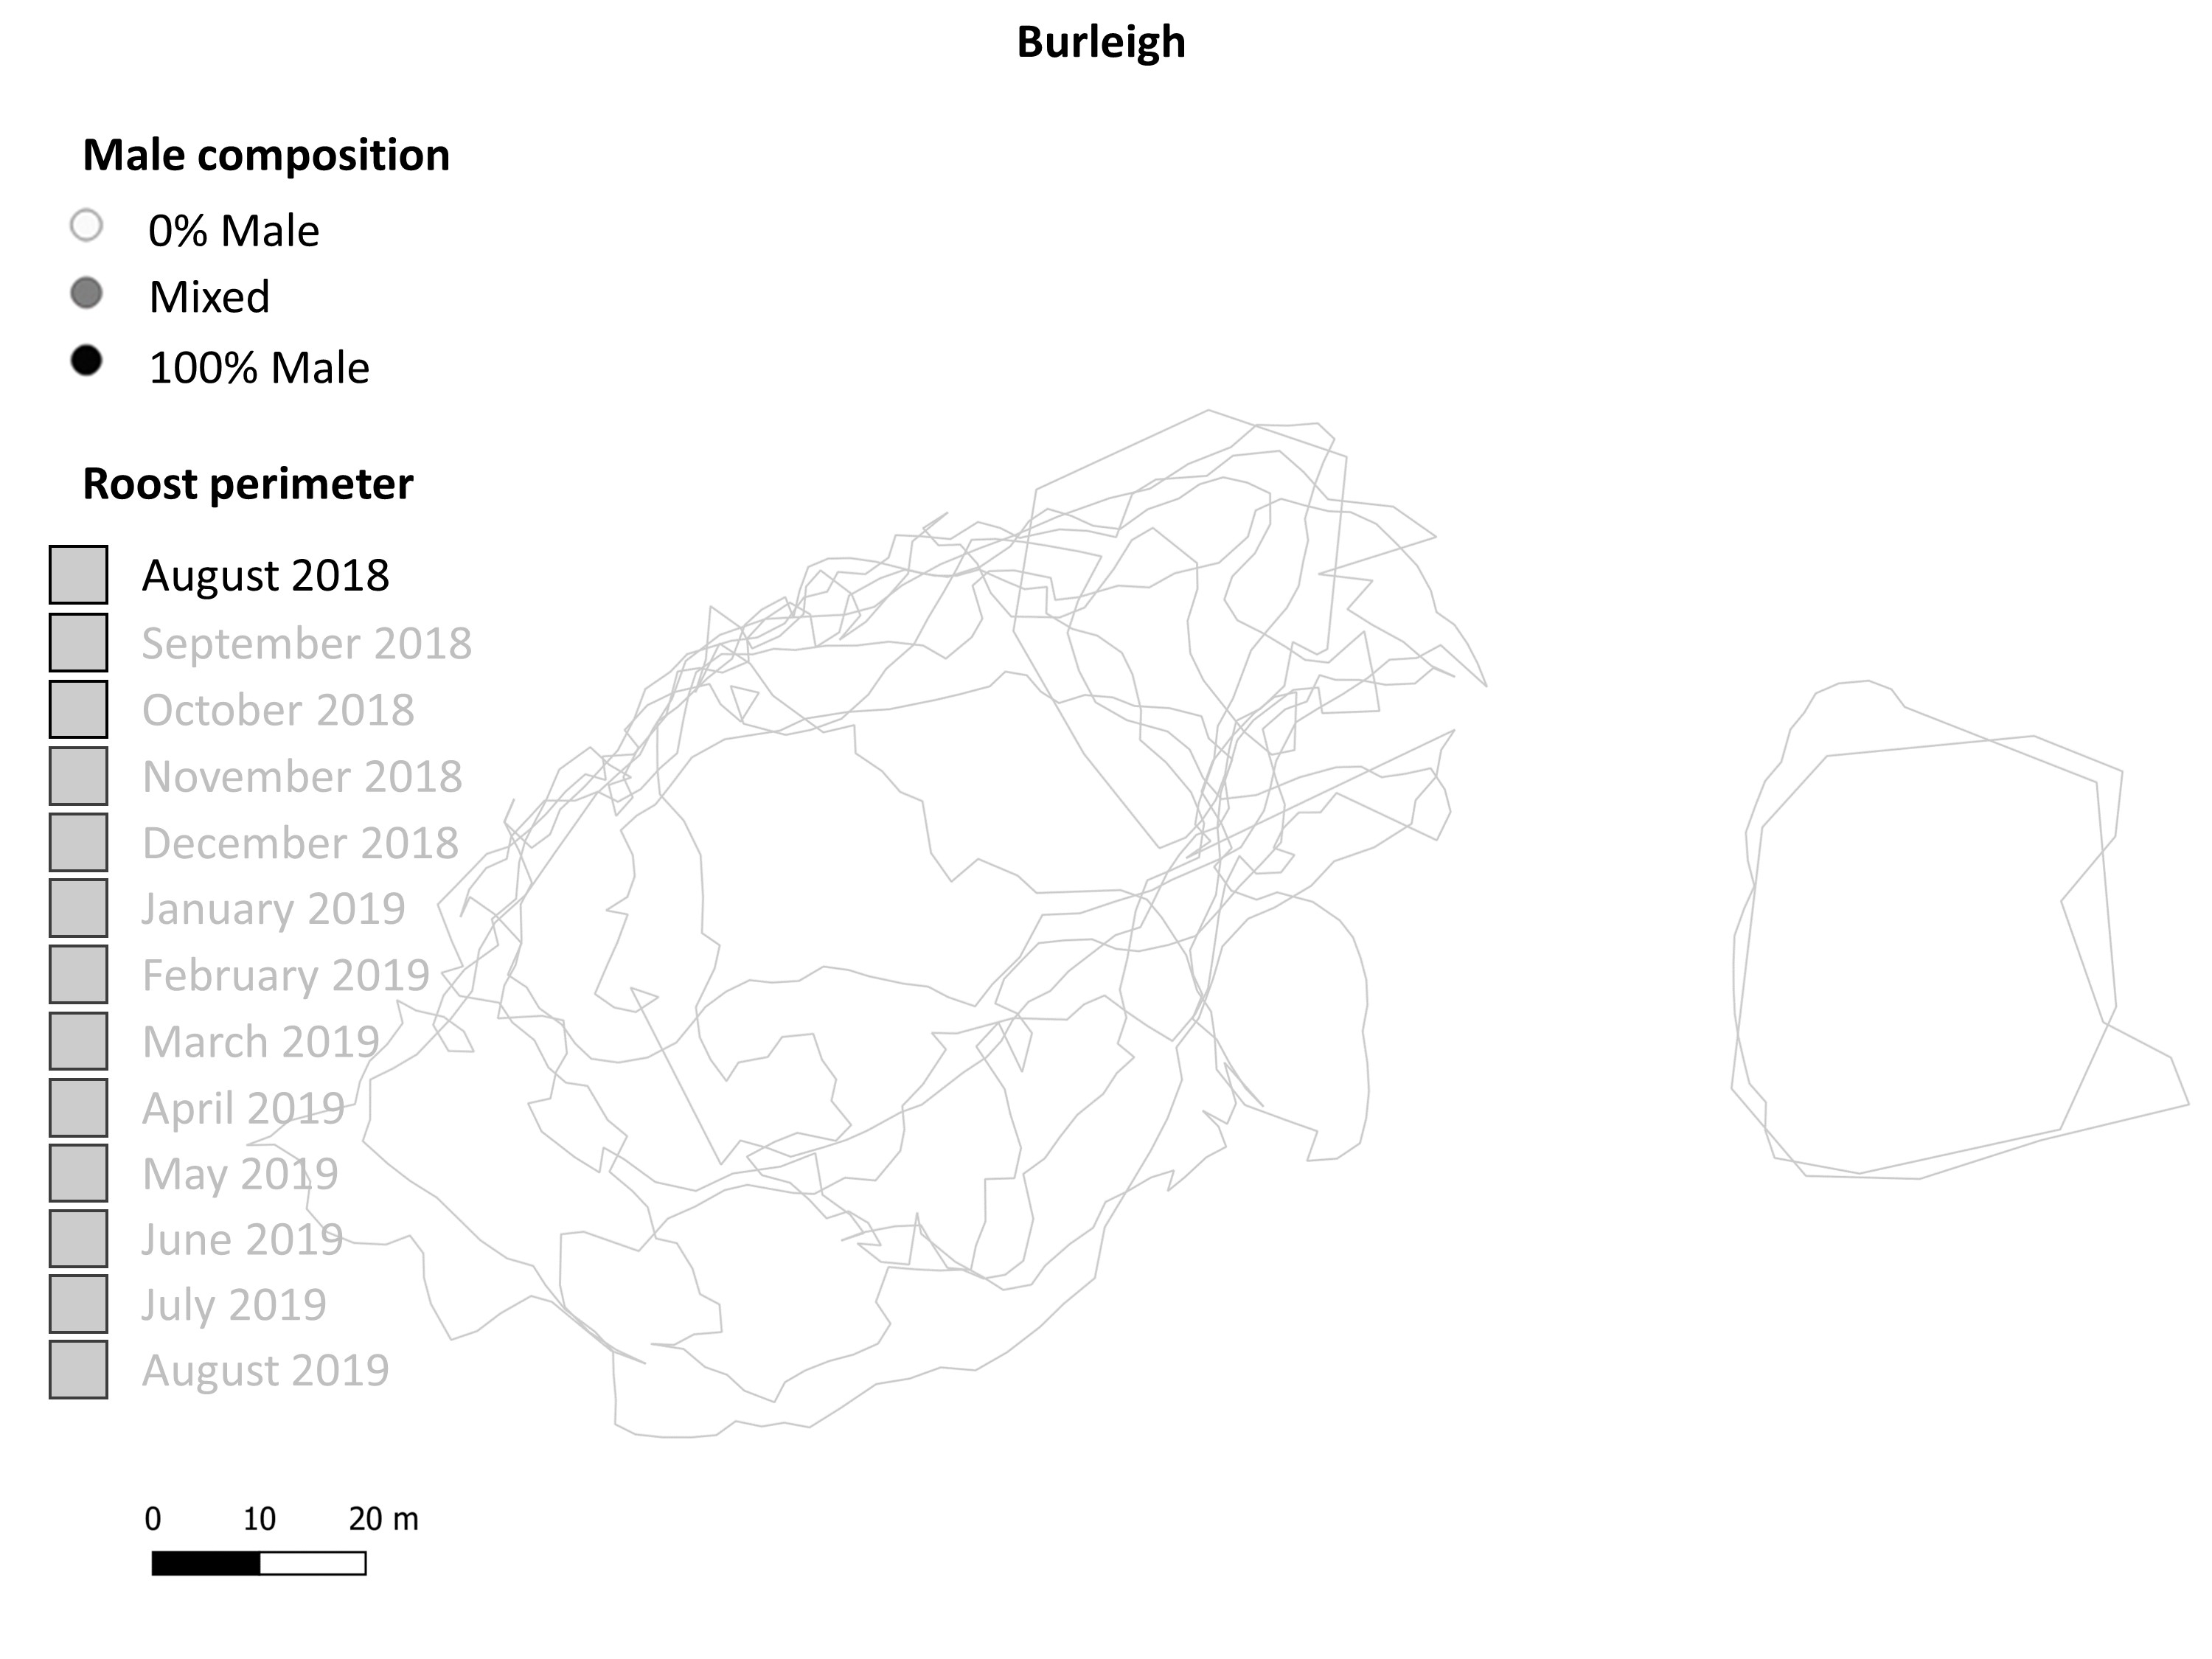 Burleigh
Male composition
0% Male
Mixed
100% Male
Roost perimeter
August 2018
September 2018
October 2018
November 2018
December 2018
January 2019
February 2019
March 2019
April 2019
May 2019
June 2019
July 2019
August 2019
0 10 20 m